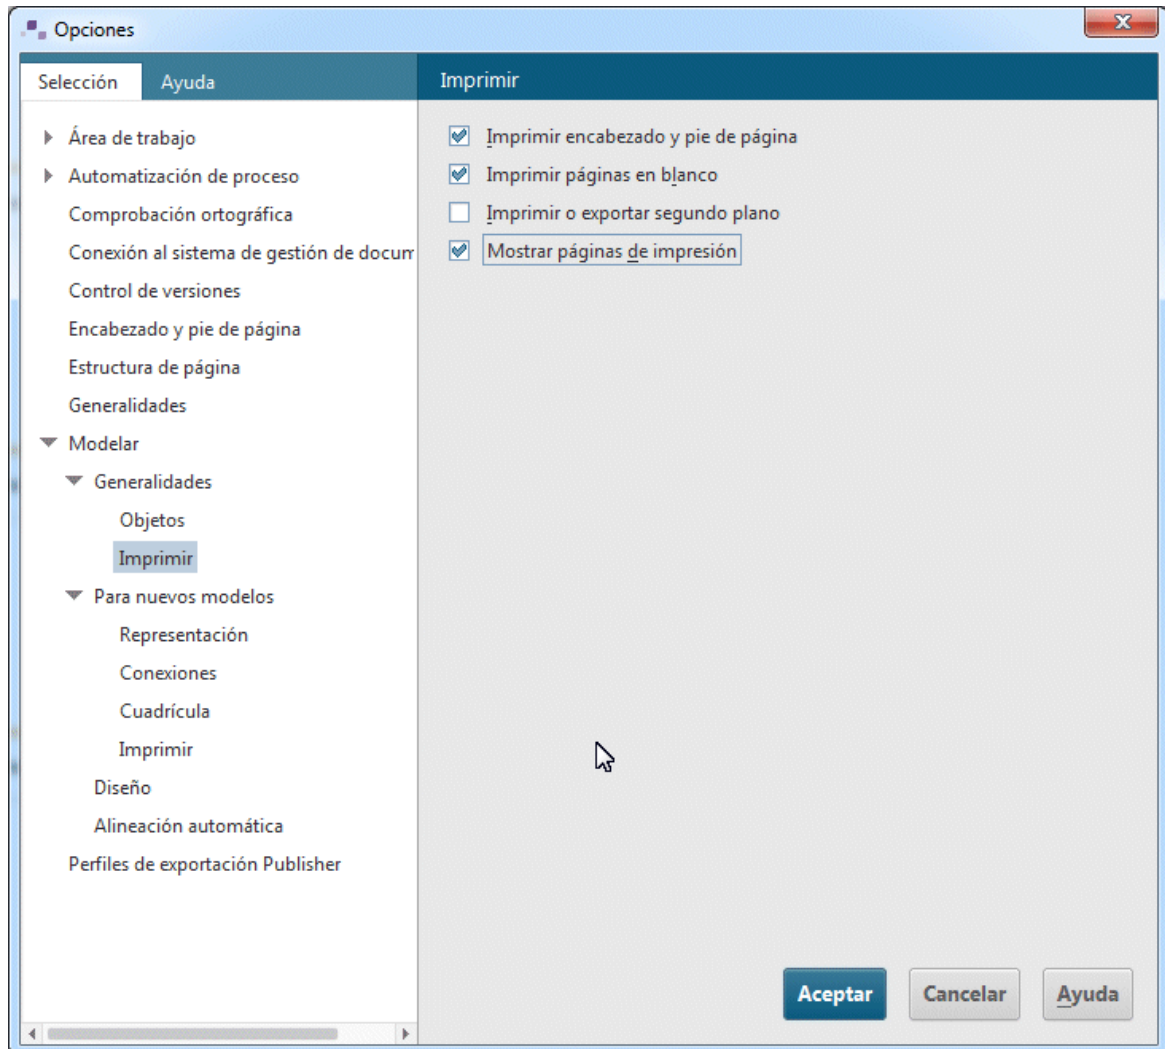 Opciones
Selección
Ayuda
Imprimir
Área de trabajo
Automatización de proceso
Comprobación ortográfica
Conexión al sistema de gestión de docum
Control de versiones
Encabezado y pie de página
Estructura de página
Generalidades
Modelar
Generalidades
Objetos
Imprimir
Para nuevos modelos
Representación
Conexiones
Cuadrícula
Imprimir
Diseño
Alineación automática
Perfiles de exportación Publisher
Imprimir encabezado y pie de página
Imprimir páginas en blanco
Imprimir o exportar segundo plano
Mostrar páginas de impresión
Aceptar
Cancelar
Ayuda